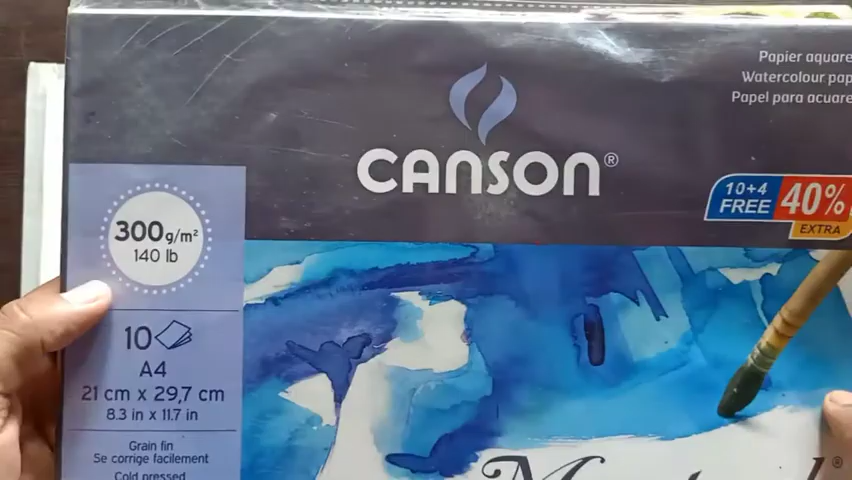 Papier aquare
Watercolour pap
Papel para acuare
CANSON®
10+4
FREE
40%
EXTRA
300g/m²
140 lb
10
A4
21 cm x 29,7 cm
8.3 in x 11.7 in
Grain fin
Se corrige facilement
Cold pressed